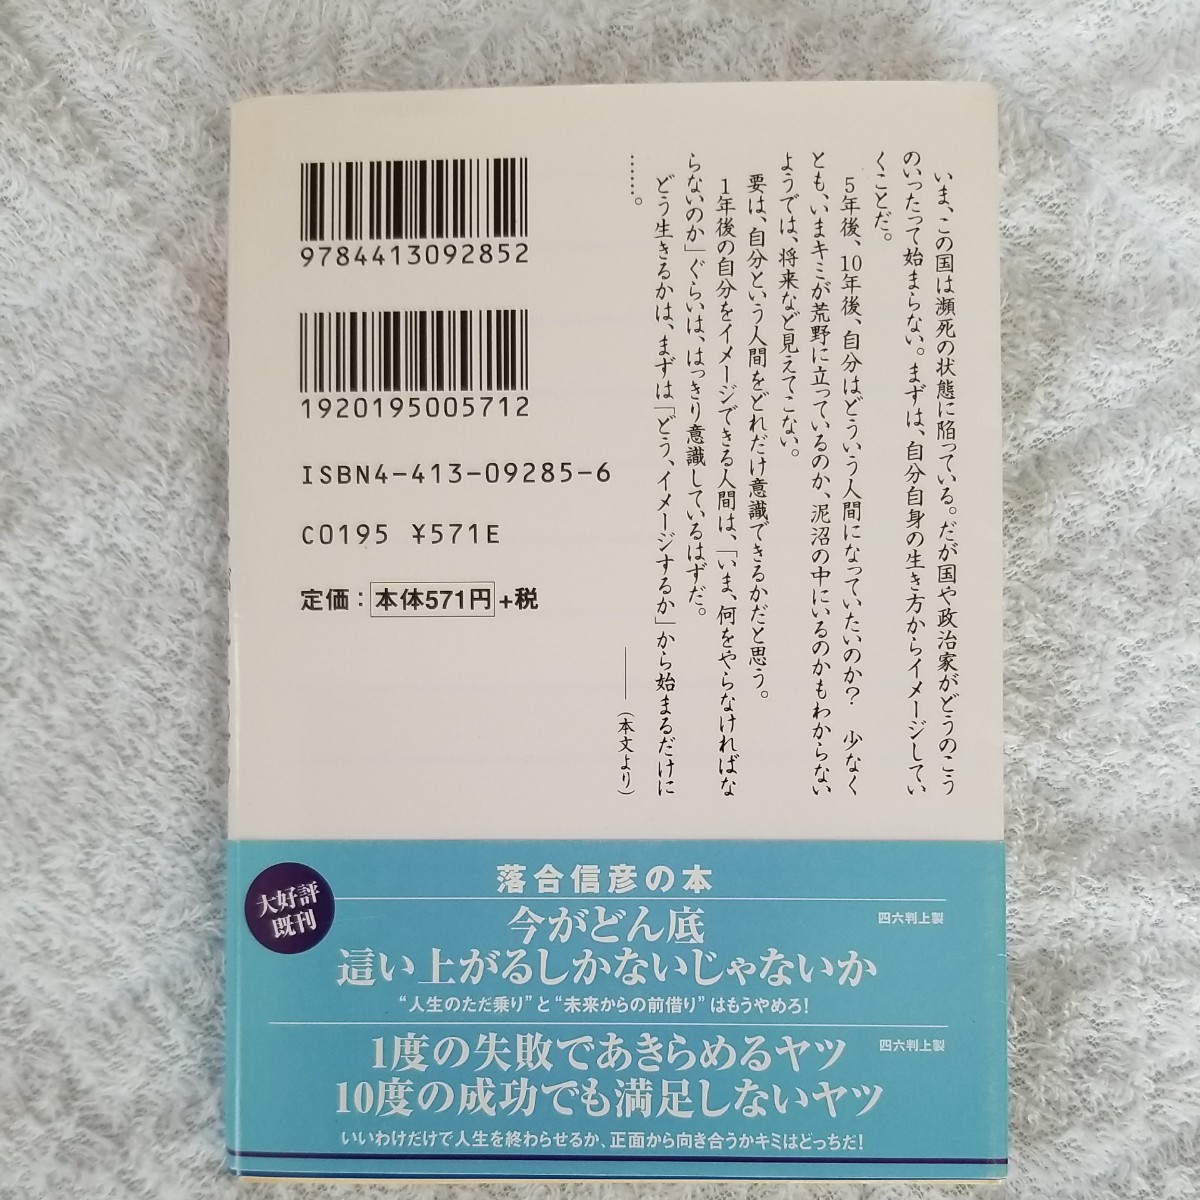 いま、この国は瀕死の状態に陥っている。だが国や政治家がどうのこう
のいったって始まらない。まずは、自分自身の生き方からイメージしてい
くことだ。
5年後、10年後、自分はどういう人間になっていたいのか？　少なく
とも、いまキミが荒野に立っているのか、泥沼の中にいるのかもわからない
ようでは、将来など見えてこない。
要は、自分という人間をどれだけ意識できるかだと思う。
1年後の自分をイメージできる人間は、「いま、何をやらなければな
らないのか」ぐらいは、はっきり意識しているはずだ。
どう生きるかは、まずは「どう、イメージするか」から始まるだけに
……。
（本文より）
9784413092852
1920195005712
ISBN4-413-09285-6
C0195 ¥571E
定価：本体571円+税
大好評
既刊
落合信彦の本
今がどん底
這い上がるしかないじゃないか
四六判上製
“人生のただ乗り”と“未来からの前借り”はもうやめろ！
1度の失敗であきらめるヤツ
10度の成功でも満足しないヤツ
四六判上製
いいわけだけで人生を終わらせるか、正面から向き合うかキミはどっちだ！